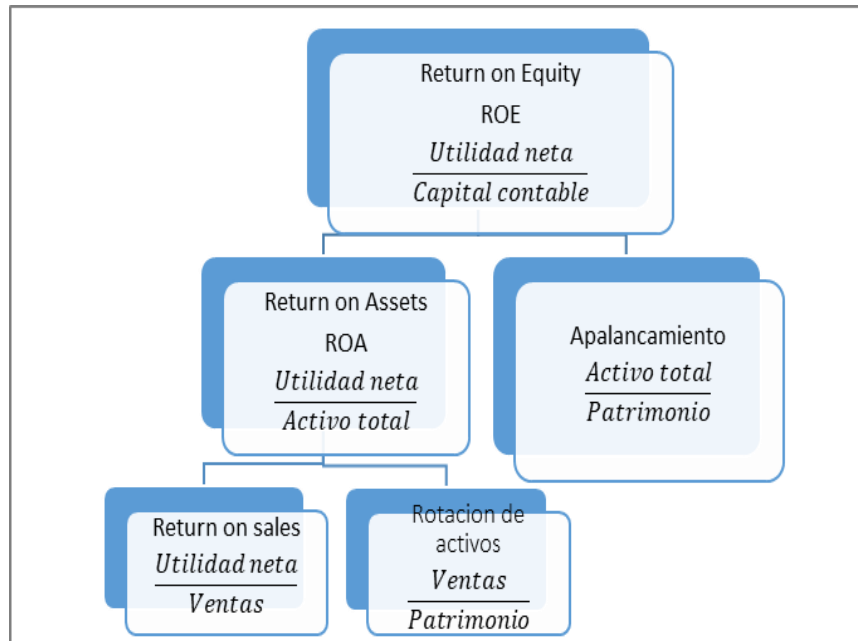 Return on Equity
ROE
Utilidad neta
Capital contable
Return on Assets
ROA
Utilidad neta
Activo total
Apalancamiento
Activo total
Patrimonio
Return on sales
Utilidad neta
Ventas
Rotacion de
activos
Ventas
Patrimonio